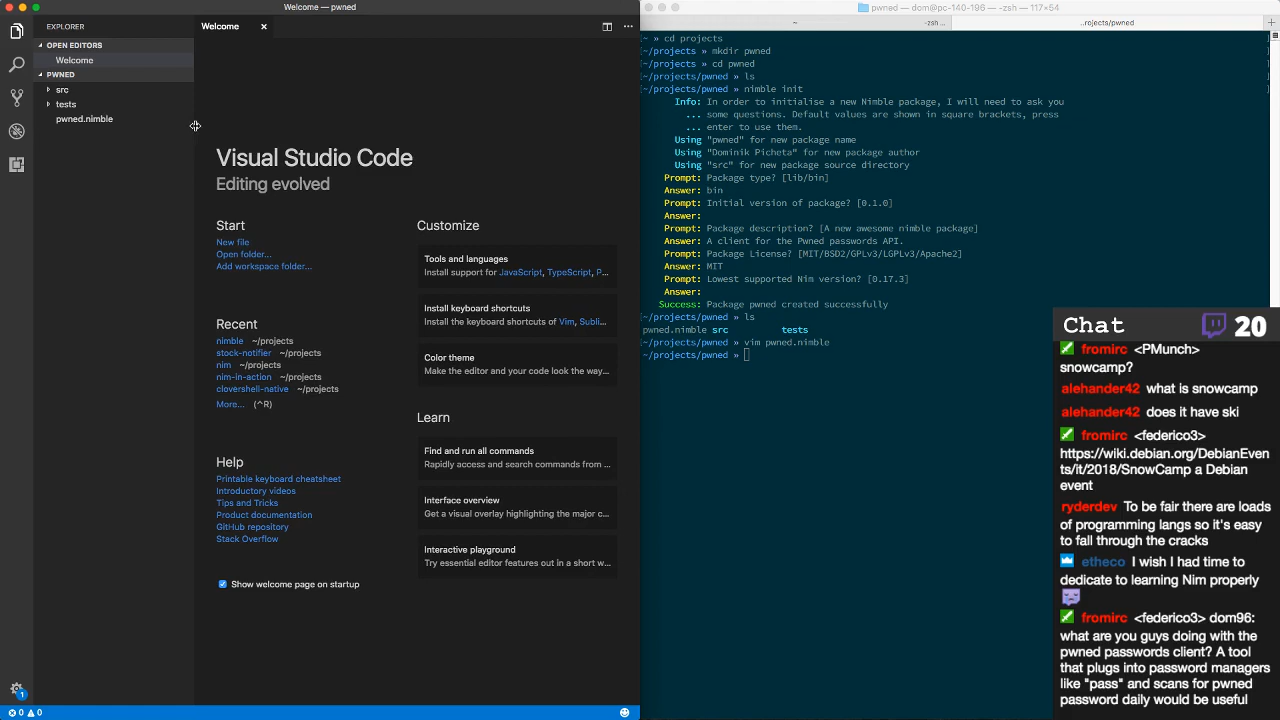 Welcome — pwned
EXPLORER
OPEN EDITORS
Welcome
PWNED
src
tests
pwned.nimble
Welcome
Visual Studio Code
Editing evolved
Start
New file
Open folder...
Add workspace folder...
Recent
nimble ~/projects
stock-notifier ~/projects
nim ~/projects
nim-in-action ~/projects
clovershell-native ~/projects
More... (^R)
Help
Printable keyboard cheatsheet
Introductory videos
Tips and Tricks
Product documentation
GitHub repository
Stack Overflow
Show welcome page on startup
Customize
Tools and languages
Install support for JavaScript, TypeScript, P...
Install keyboard shortcuts
Install the keyboard shortcuts of Vim, Subli...
Color theme
Make the editor and your code look the way...
Learn
Find and run all commands
Rapidly access and search commands from ...
Interface overview
Get a visual overlay highlighting the major c...
Interactive playground
Try essential editor features out in a short w...
1
0 0
pwned — dom@pc-140-196 — -zsh — 117×54
~ -zsh ...
..rojects/pwned
~ » cd projects
~/projects » mkdir pwned
~/projects » cd pwned
~/projects/pwned » ls
~/projects/pwned » nimble init
Info: In order to initialise a new Nimble package, I will need to ask you
... some questions. Default values are shown in square brackets, press
... enter to use them.
Using "pwned" for new package name
Using "Dominik Picheta" for new package author
Using "src" for new package source directory
Prompt: Package type? [lib/bin]
Answer: bin
Prompt: Initial version of package? [0.1.0]
Answer:
Prompt: Package description? [A new awesome nimble package]
Answer: A client for the Pwned passwords API.
Prompt: Package License? [MIT/BSD2/GPLv3/LGPLv3/Apache2]
Answer: MIT
Prompt: Lowest supported Nim version? [0.17.3]
Answer:
Success: Package pwned created successfully
~/projects/pwned » ls
pwned.nimble src tests
~/projects/pwned » vim pwned.nimble
~/projects/pwned »
Chat 20
fromirc <PMunch>
snowcamp?
alehander42 what is snowcamp
alehander42 does it have ski
fromirc <federico3>
https://wiki.debian.org/DebianEven
ts/it/2018/SnowCamp a Debian
event
ryderdev To be fair there are loads
of programming langs so it's easy
to fall through the cracks
etheco I wish I had time to
dedicate to learning Nim properly
fromirc <federico3> dom96:
what are you guys doing with the
pwned passwords client? A tool
that plugs into password managers
like "pass" and scans for pwned
password daily would be useful